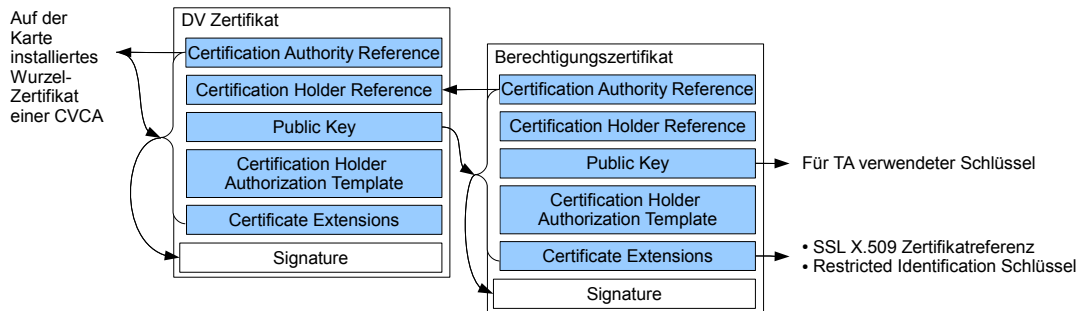 Auf der
Karte
installiertes
Wurzel-
Zertifikat
einer CVCA
DV Zertifikat
Certification Authority Reference
Certification Holder Reference
Public Key
Certification Holder
Authorization Template
Certificate Extensions
Signature
Berechtigungszertifikat
Certification Authority Reference
Certification Holder Reference
Public Key
Certification Holder
Authorization Template
Certificate Extensions
Signature
Für TA verwendeter Schlüssel
• SSL X.509 Zertifikatreferenz
• Restricted Identification Schlüssel